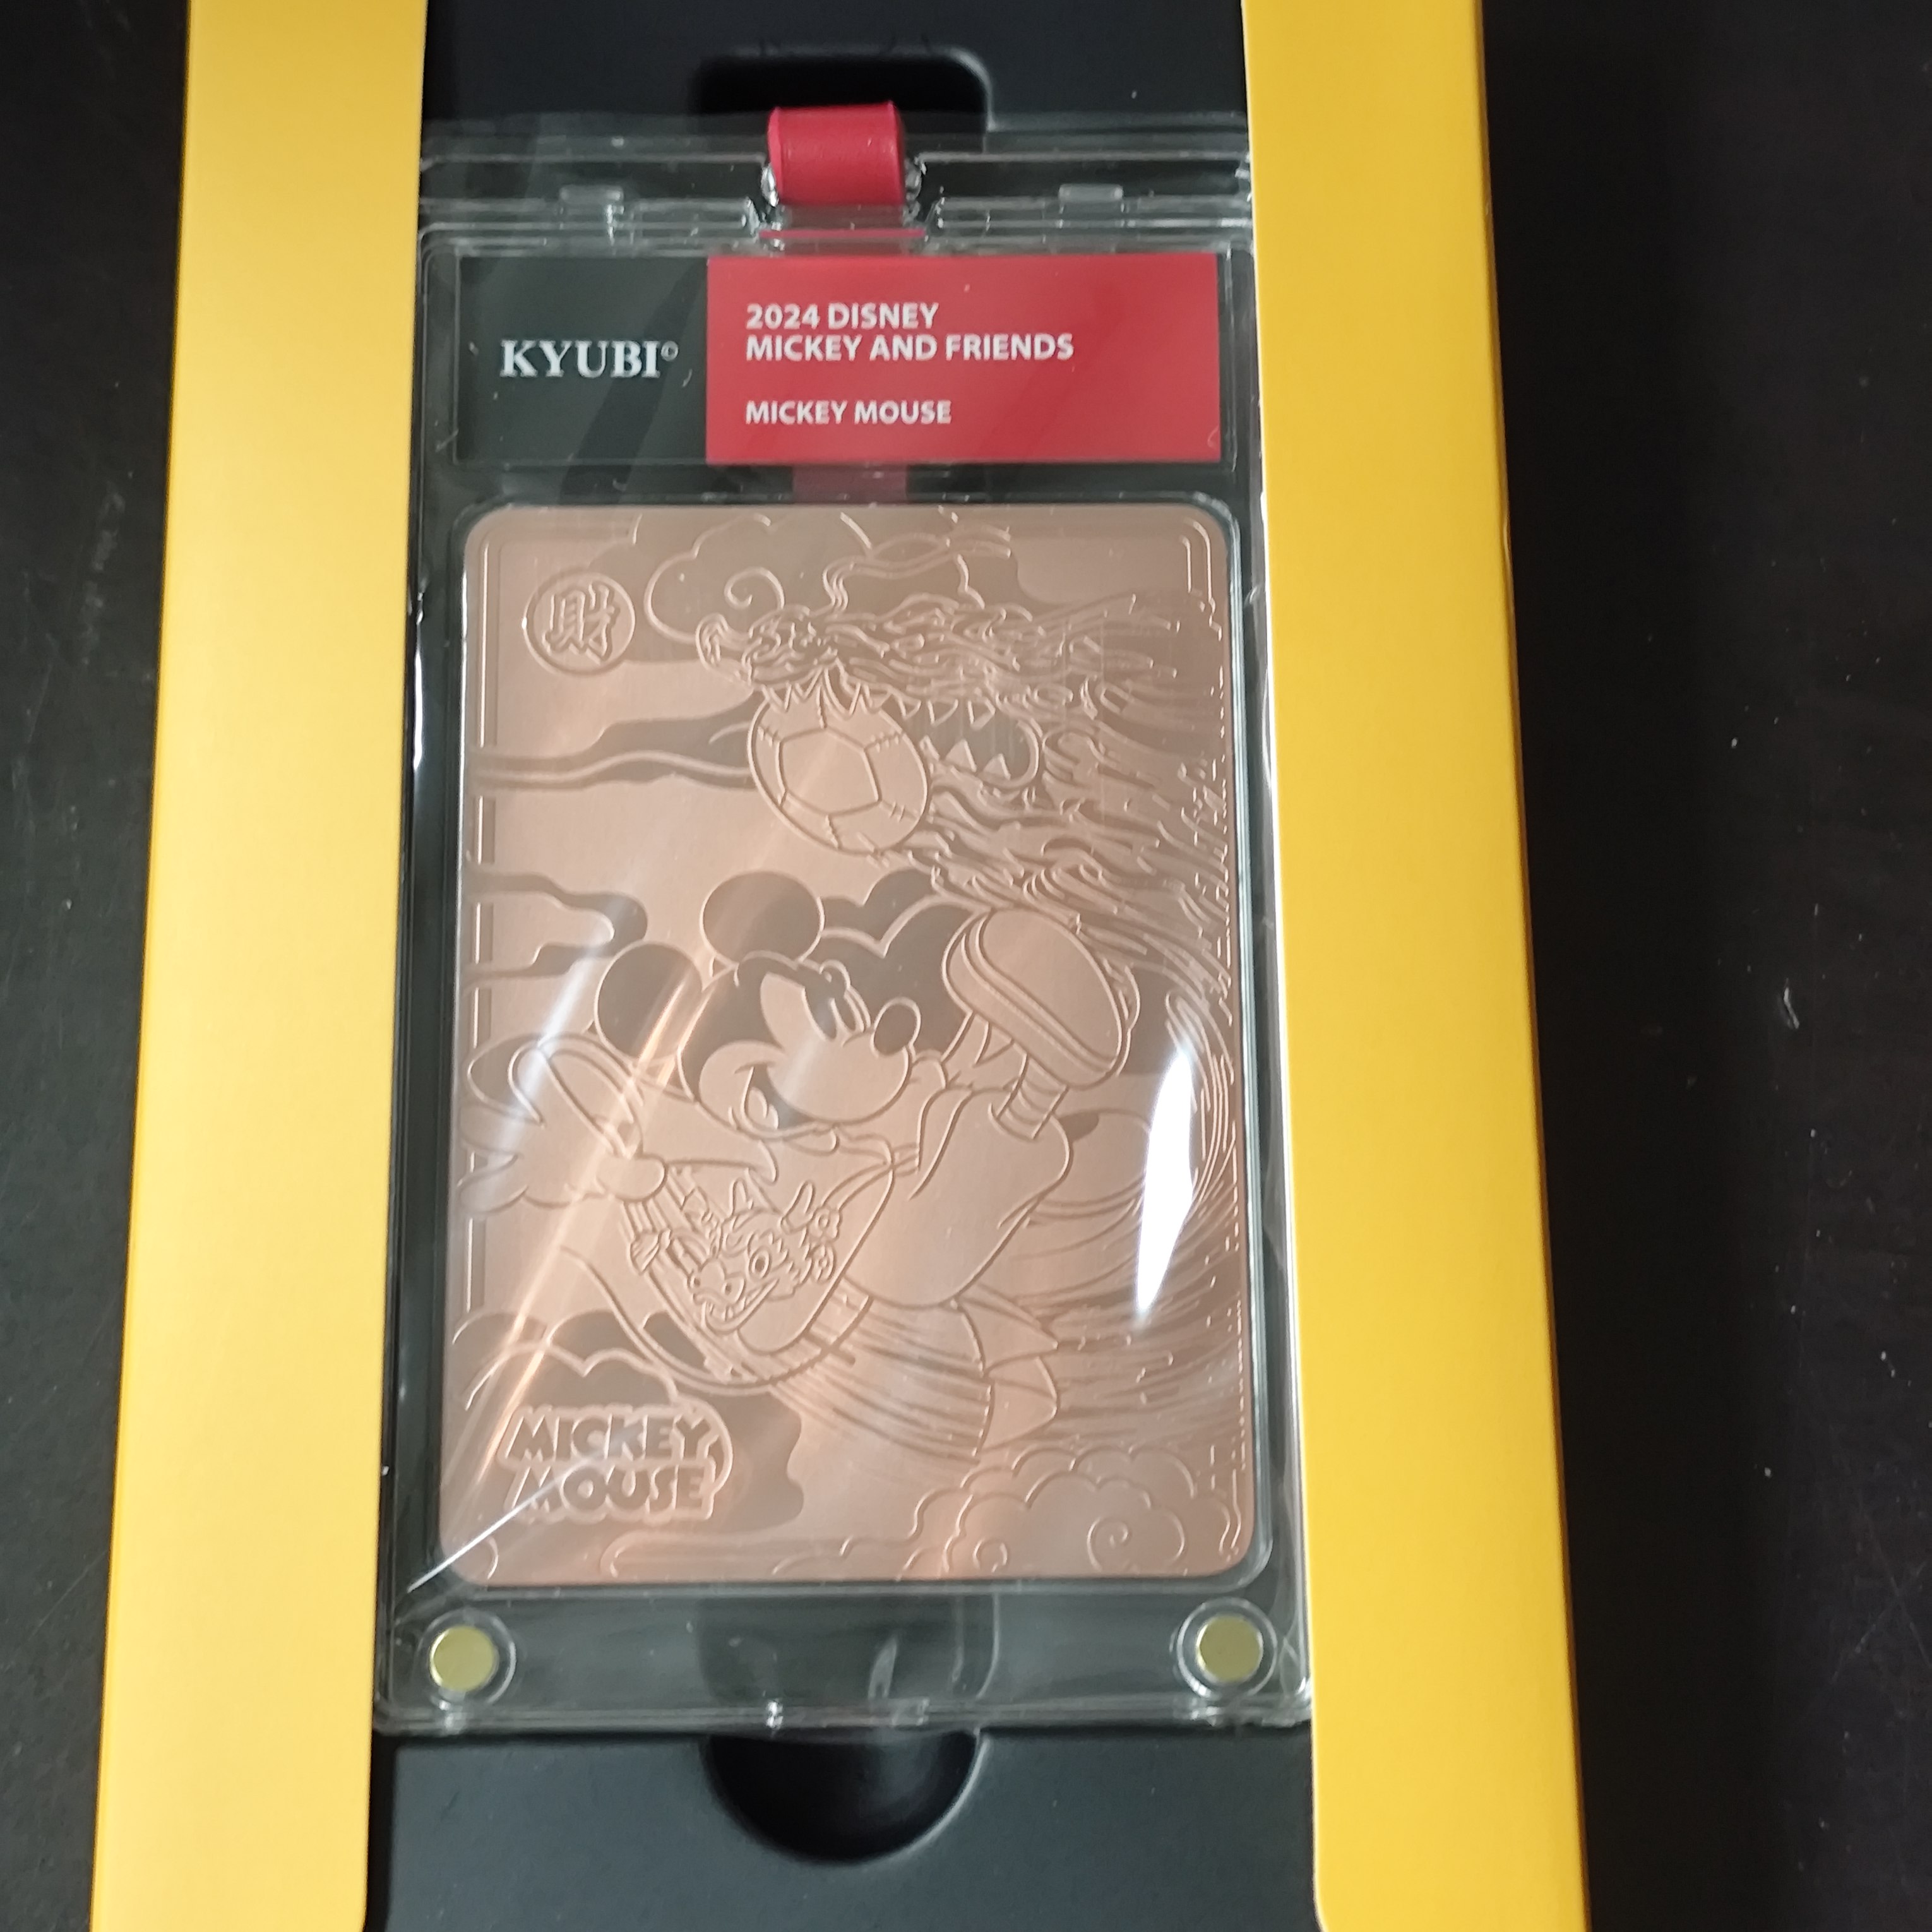 KYUBI©
2024 DISNEY
MICKEY AND FRIENDS
MICKEY MOUSE
財
MICKEY
MOUSE